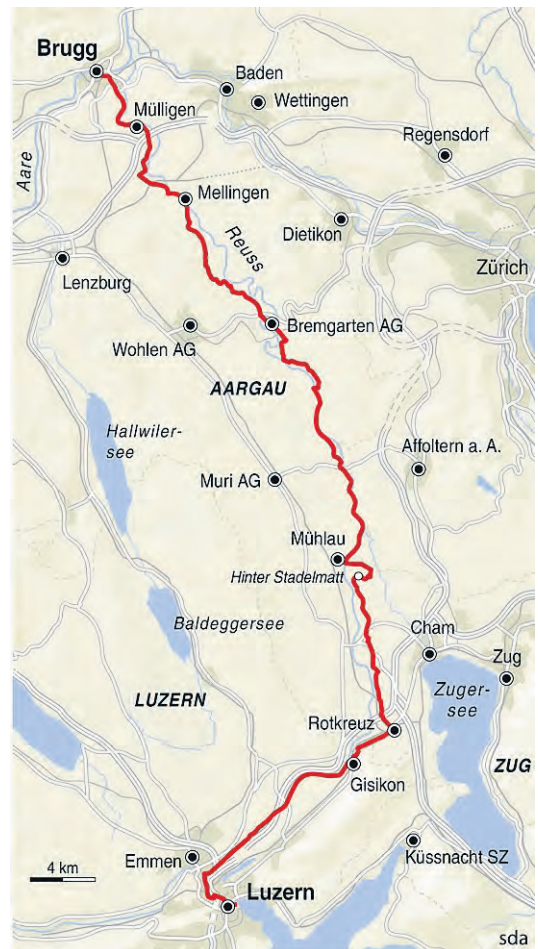 Brugg
Baden
Wettingen
Mülligen
Regensdorf
Aare
Mellingen
Reuss
Dietikon
Lenzburg
Zürich
Bremgarten AG
Wohlen AG
AARGAU
Hallwiler-
see
Affoltern a. A.
Muri AG
Mühlau
Hinter Stadelmatt
Baldeggersee
Cham
Zug
LUZERN
Zuger-
see
Rotkreuz
ZUG
Gisikon
Emmen
Küssnacht SZ
4 km
Luzern
sda